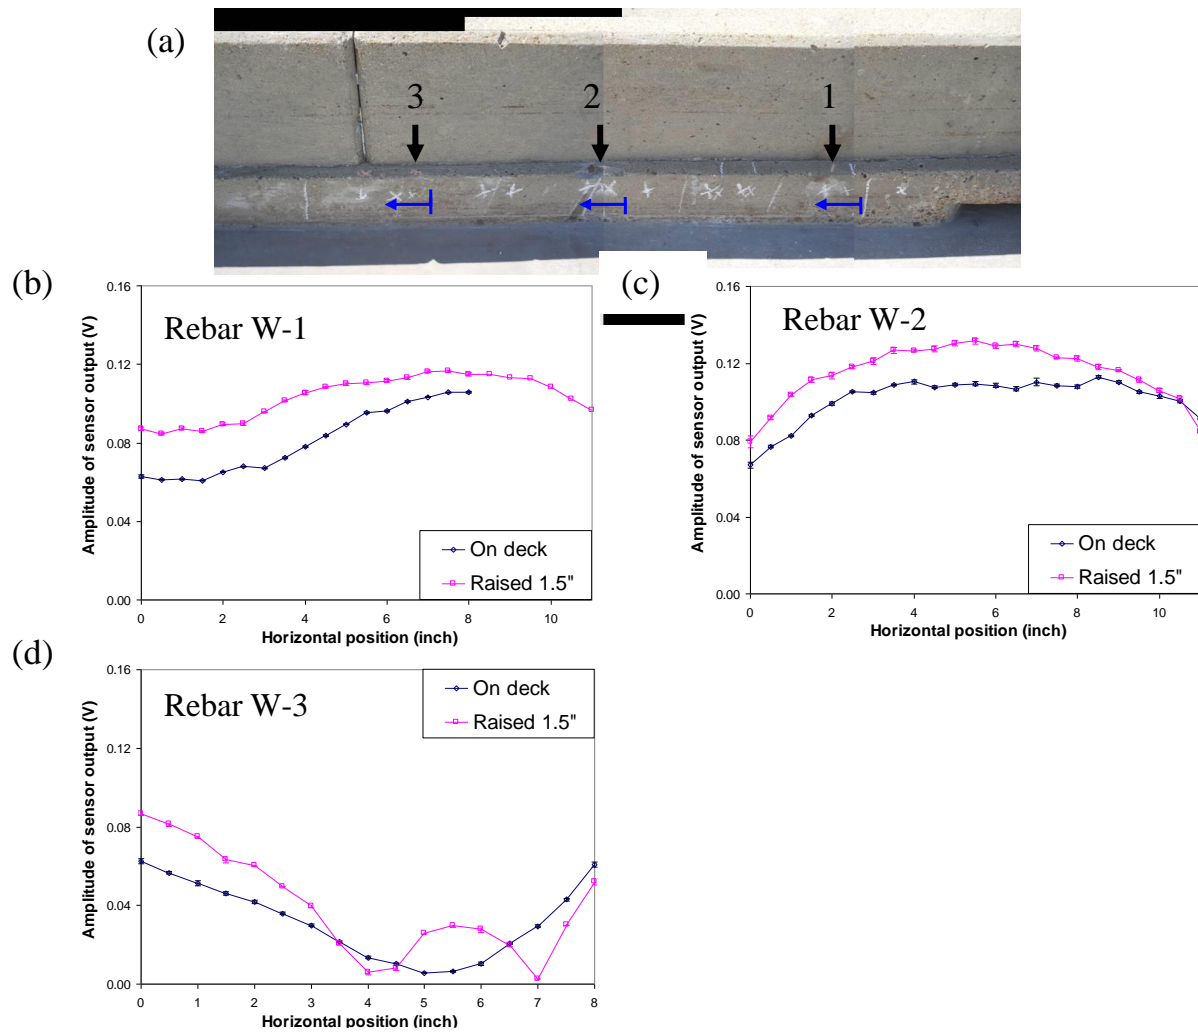 (a)
3
2
1
(b)
Rebar W-1
Amplitude of sensor output (V)
0.16
0.12
0.08
0.04
0.00
0 2 4 6 8 10
Horizontal position (inch)
On deck
Raised 1.5"
(c)
Rebar W-2
Amplitude of sensor output (V)
0.16
0.12
0.08
0.04
0.00
0 2 4 6 8 10
Horizontal position (inch)
On deck
Raised 1.5"
(d)
Rebar W-3
Amplitude of sensor output (V)
0.16
0.12
0.08
0.04
0.00
0 1 2 3 4 5 6 7 8
Horizontal position (inch)
On deck
Raised 1.5"